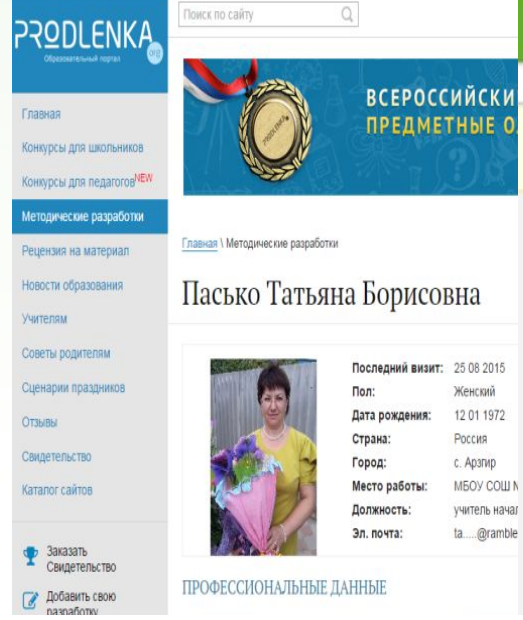 PRODLENKA
org
Образовательный портал
Поиск по сайту
Главная
Конкурсы для школьников
Конкурсы для педагогов NEW
Методические разработки
Рецензия на материал
Новости образования
Учителям
Советы родителям
Сценарии праздников
Отзывы
Свидетельство
Каталог сайтов
Заказать
Свидетельство
Добавить свою
разработку
PRODLENKA
ВСЕРОССИЙСКИ
ПРЕДМЕТНЫЕ О
Главная \ Методические разработки
Пасько Татьяна Борисовна
Последний визит: 25 08 2015
Пол: Женский
Дата рождения: 12 01 1972
Страна: Россия
Город: с. Арзгир
Место работы: МБОУ СОШ N
Должность: учитель начал
Эл. почта: ta.....@ramble
ПРОФЕССИОНАЛЬНЫЕ ДАННЫЕ